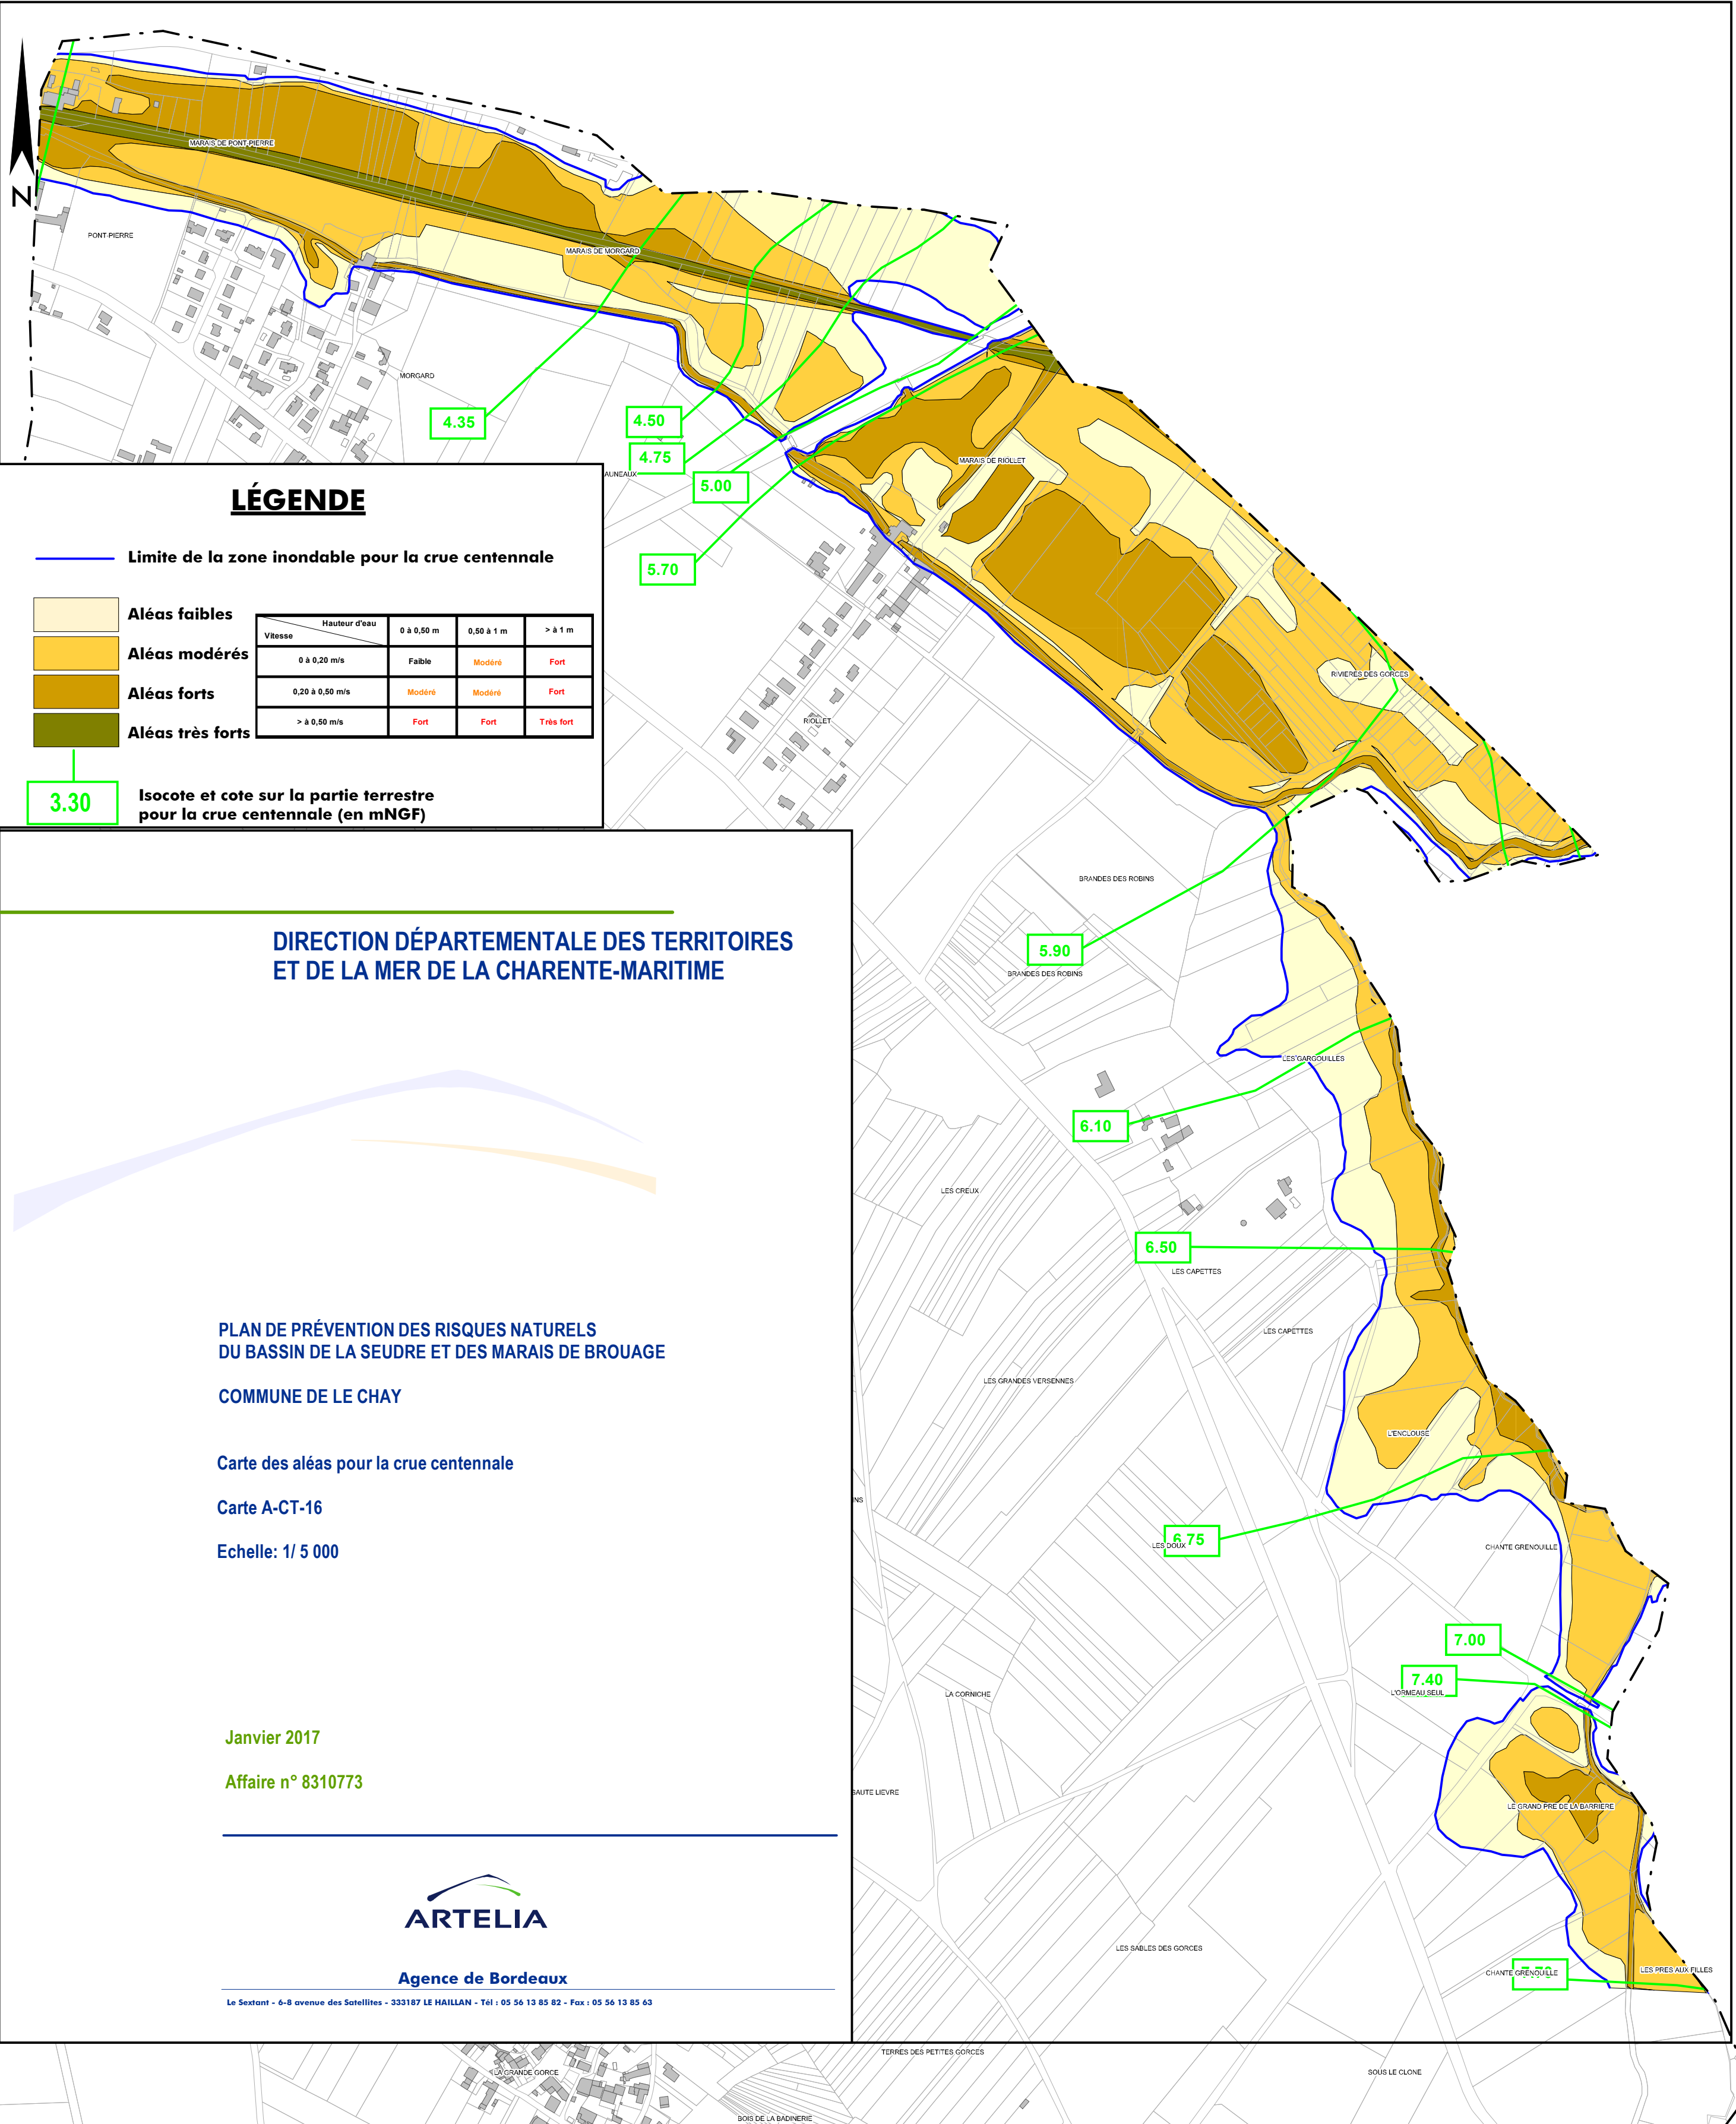 N
MARAIS DE PONT-PIERRE
PONT-PIERRE
MARAIS DE MORGARD
MORGARD
4.35
4.50
4.75
5.00
5.70
AUNEAUX
MARAIS DE RIOLLET
RIOLLET
RIVIERES DES GORCES
LÉGENDE
Limite de la zone inondable pour la crue centennale
Aléas faibles
Aléas modérés
Aléas forts
Aléas très forts
Hauteur d'eau
Vitesse
0 à 0,50 m
0,50 à 1 m
> à 1 m
0 à 0,20 m/s
Faible
Modéré
Fort
0,20 à 0,50 m/s
Modéré
Modéré
Fort
> à 0,50 m/s
Fort
Fort
Très fort
3.30
Isocote et cote sur la partie terrestre
pour la crue centennale (en mNGF)
DIRECTION DÉPARTEMENTALE DES TERRITOIRES
ET DE LA MER DE LA CHARENTE-MARITIME
PLAN DE PRÉVENTION DES RISQUES NATURELS
DU BASSIN DE LA SEUDRE ET DES MARAIS DE BROUAGE
COMMUNE DE LE CHAY
Carte des aléas pour la crue centennale
Carte A-CT-16
Echelle: 1/ 5 000
Janvier 2017
Affaire n° 8310773
ARTELIA
Agence de Bordeaux
Le Sextant - 6-8 avenue des Satellites - 333187 LE HAILLAN - Tél : 05 56 13 85 82 - Fax : 05 56 13 85 63
BRANDES DES ROBINS
5.90
BRANDES DES ROBINS
LES GARGOUILLES
6.10
LES CREUX
6.50
LES CAPETTES
LES CAPETTES
LES GRANDES VERSENNES
L'ENCLOUSE
INS
6.75
LES DOUX
CHANTE GRENOUILLE
7.00
7.40
L'ORMEAU SEUL
LA CORNICHE
SAUTE LIEVRE
LE GRAND PRE DE LA BARRIERE
LES SABLES DES GORCES
CHANTE GRENOUILLE
LES PRES AUX FILLES
TERRES DES PETITES GORCES
LA GRANDE GORCE
SOUS LE CLONE
BOIS DE LA BADINERIE